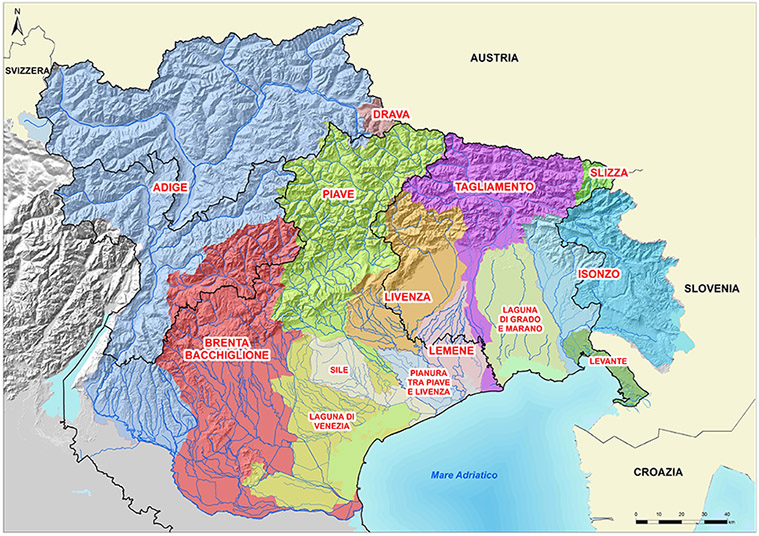 N
AUSTRIA
SVIZZERA
DRAVA
SLIZZA
ADIGE
PIAVE
TAGLIAMENTO
ISONZO
SLOVENIA
LIVENZA
LAGUNA
DI GRADO
E MARANO
BRENTA
BACCHIGLIONE
LEMENE
LEVANTE
SILE
PIANURA
TRA PIAVE
E LIVENZA
LAGUNA DI
VENEZIA
Mare Adriatico
CROAZIA
0 10 20 30 40
km